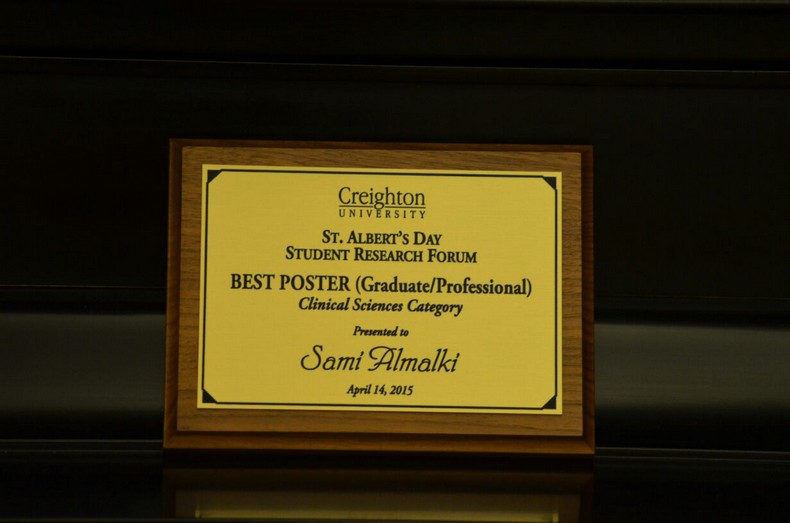 Creighton
UNIVERSITY
ST. ALBERT'S DAY
STUDENT RESEARCH FORUM
BEST POSTER (Graduate/Professional)
Clinical Sciences Category
Presented to
Sami Almalki
April 14, 2015